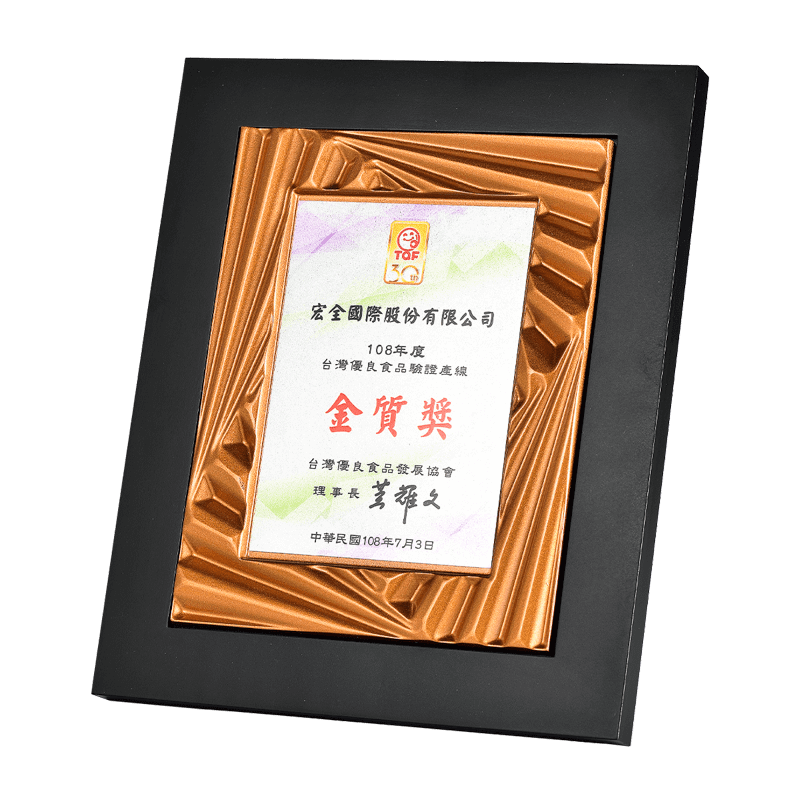 TQF
30th
宏全國際股份有限公司
108年度
台灣優良食品驗證產線
金質獎
台灣優良食品發展協會
理事長
中華民國108年7月3日